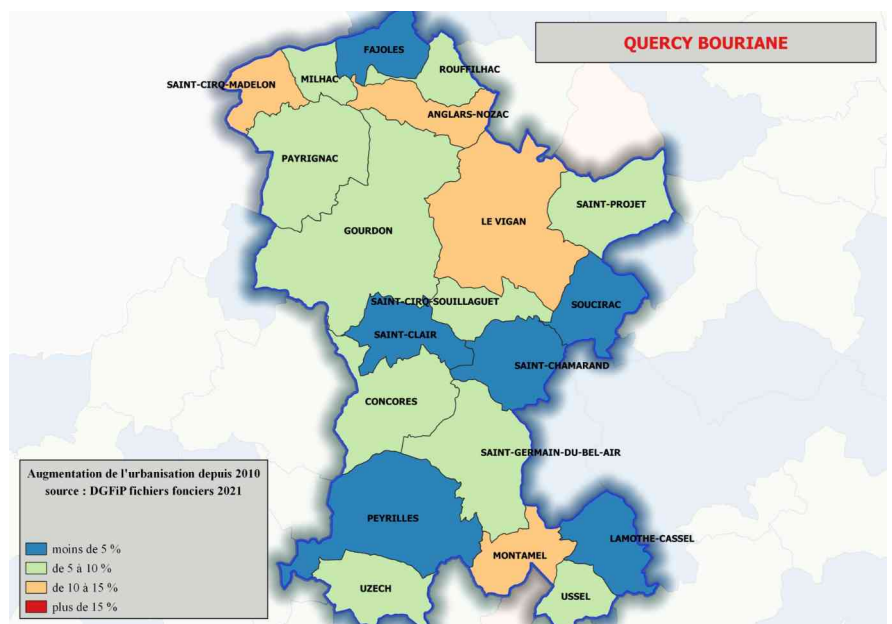 QUERCY BOURIANE
FAJOLES
ROUFFILHAC
MILHAC
SAINT-CIRQ-MADELON
ANGLARS-NOZAC
PAYRIGNAC
SAINT-PROJET
LE VIGAN
GOURDON
SAINT-CIRQ-SOUILLAGUET
SOUCIRAC
SAINT-CLAIR
SAINT-CHAMARAND
CONCORES
SAINT-GERMAIN-DU-BEL-AIR
PEYRILLES
LAMOTHE-CASSEL
MONTAMEL
UZECH
USSEL
Augmentation de l'urbanisation depuis 2010
source : DGFiP fichiers fonciers 2021
moins de 5 %
de 5 à 10 %
de 10 à 15 %
plus de 15 %